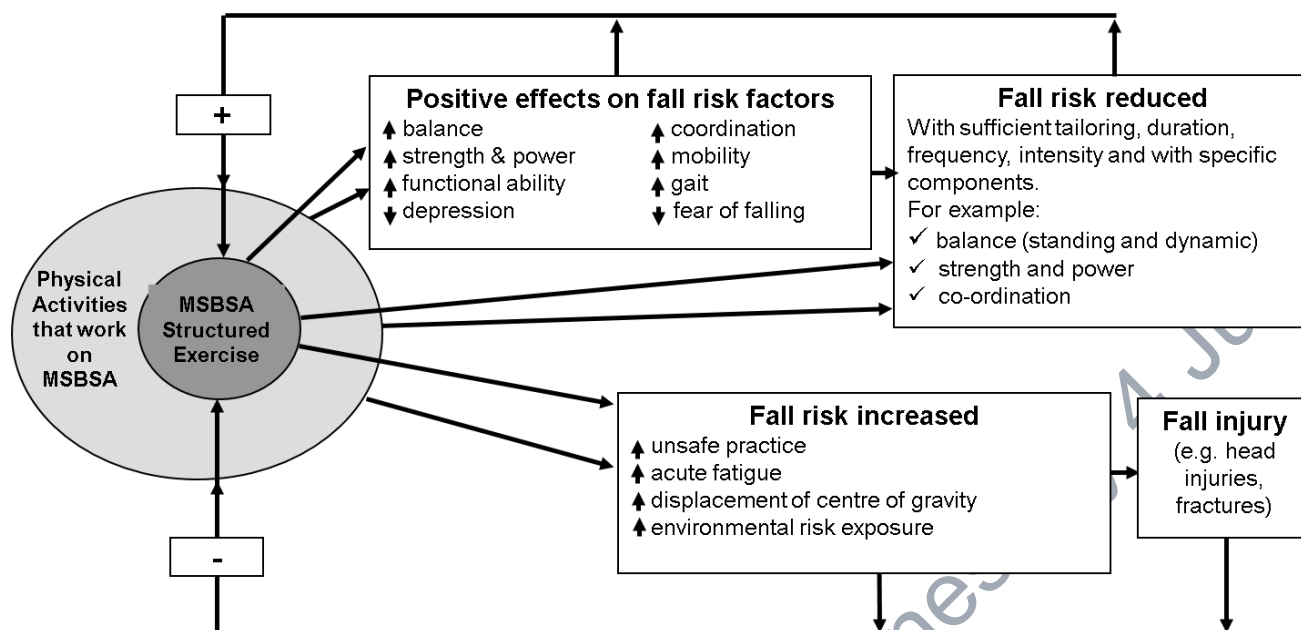 +
Positive effects on fall risk factors
balance
strength & power
functional ability
depression
coordination
mobility
gait
fear of falling
Fall risk reduced
With sufficient tailoring, duration,
frequency, intensity and with specific
components.
For example:
✓ balance (standing and dynamic)
✓ strength and power
✓ co-ordination
Physical
Activities
that work
on
MSBSA
MSBSA
Structured
Exercise
Fall risk increased
unsafe practice
acute fatigue
displacement of centre of gravity
environmental risk exposure
Fall injury
(e.g. head
injuries,
fractures)
-